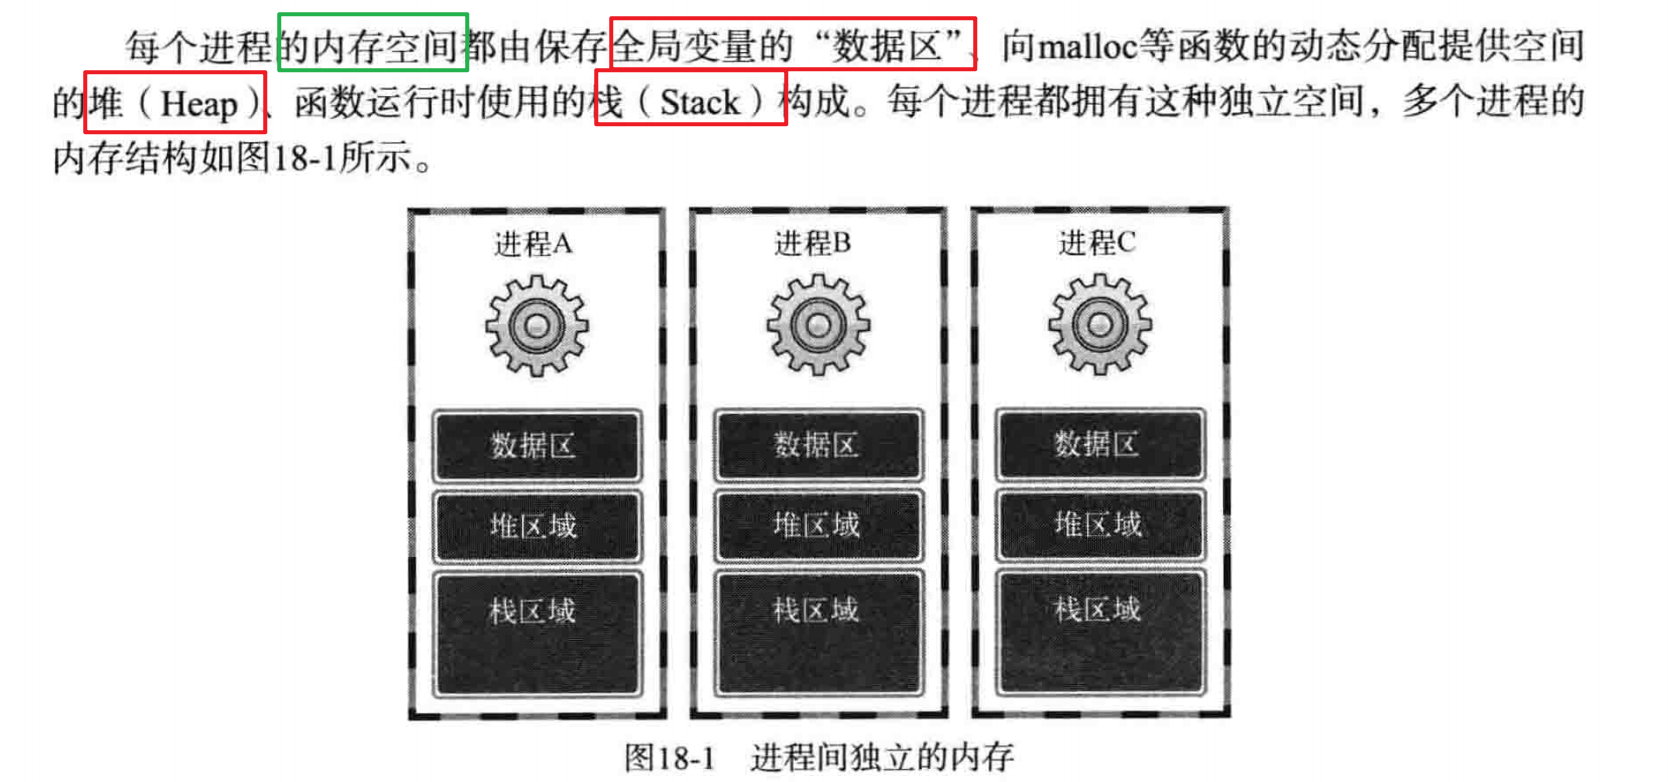 每个进程的内存空间都由保存全局变量的“数据区”、向malloc等函数的动态分配提供空间
的堆（Heap）、函数运行时使用的栈（Stack）构成。每个进程都拥有这种独立空间，多个进程的
内存结构如图18-1所示。
进程A 进程B 进程C
数据区 数据区 数据区
堆区域 堆区域 堆区域
栈区域 栈区域 栈区域
图18-1 进程间独立的内存